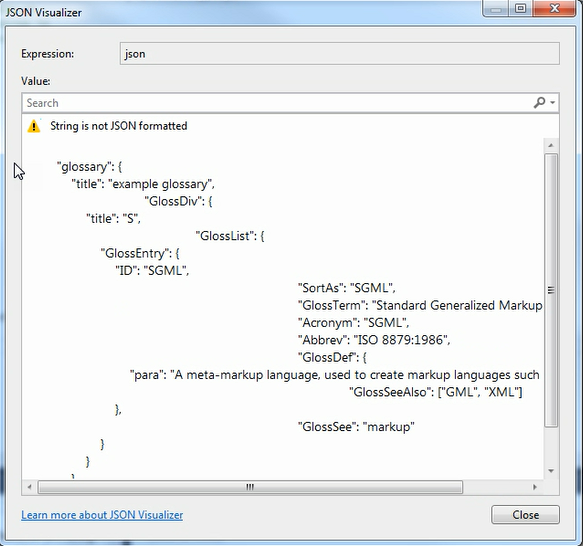 JSON Visualizer
Expression: json
Value:
Search
String is not JSON formatted
"glossary": {
"title": "example glossary",
"GlossDiv": {
"title": "S",
"GlossList": {
"GlossEntry": {
"ID": "SGML",
"SortAs": "SGML",
"GlossTerm": "Standard Generalized Markup
"Acronym": "SGML",
"Abbrev": "ISO 8879:1986",
"GlossDef": {
"para": "A meta-markup language, used to create markup languages such
"GlossSeeAlso": ["GML", "XML"]
},
"GlossSee": "markup"
}
}
}
Learn more about JSON Visualizer
Close